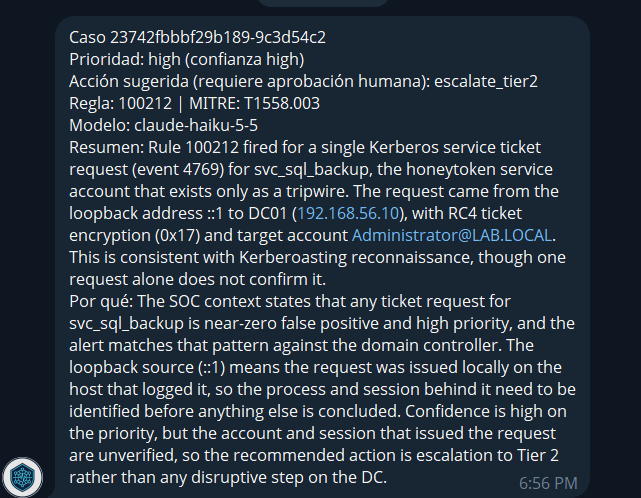 Caso 23742fbbbf29b189-9c3d54c2
Prioridad: high (confianza high)
Acción sugerida (requiere aprobación humana): escalate_tier2
Regla: 100212 | MITRE: T1558.003
Modelo: claude-haiku-5-5
Resumen: Rule 100212 fired for a single Kerberos service ticket
request (event 4769) for svc_sql_backup, the honeytoken service
account that exists only as a tripwire. The request came from the
loopback address ::1 to DC01 (192.168.56.10), with RC4 ticket
encryption (0x17) and target account Administrator@LAB.LOCAL.
This is consistent with Kerberoasting reconnaissance, though one
request alone does not confirm it.
Por qué: The SOC context states that any ticket request for
svc_sql_backup is near-zero false positive and high priority, and the
alert matches that pattern against the domain controller. The
loopback source (::1) means the request was issued locally on the
host that logged it, so the process and session behind it need to be
identified before anything else is concluded. Confidence is high on
the priority, but the account and session that issued the request
are unverified, so the recommended action is escalation to Tier 2
rather than any disruptive step on the DC.
6:56 PM